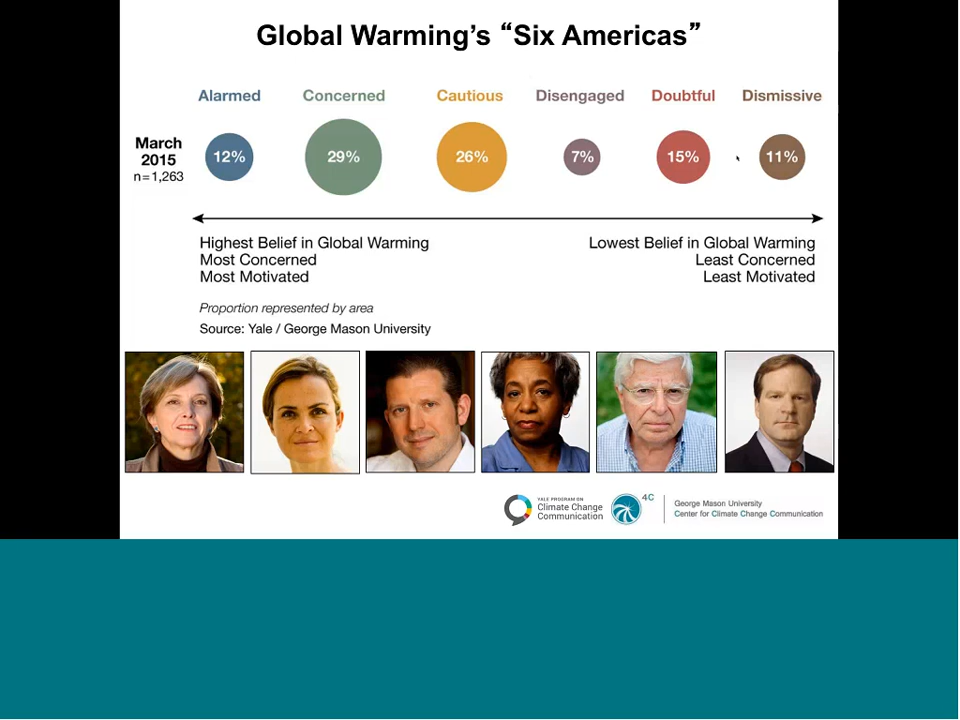 Global Warming’s “Six Americas”
Alarmed Concerned Cautious Disengaged Doubtful Dismissive
March
2015
n=1,263
12% 29% 26% 7% 15% 11%
Highest Belief in Global Warming
Most Concerned
Most Motivated
Lowest Belief in Global Warming
Least Concerned
Least Motivated
Proportion represented by area
Source: Yale / George Mason University
YALE PROGRAM ON
Climate Change
Communication
4C
George Mason University
Center for Climate Change Communication